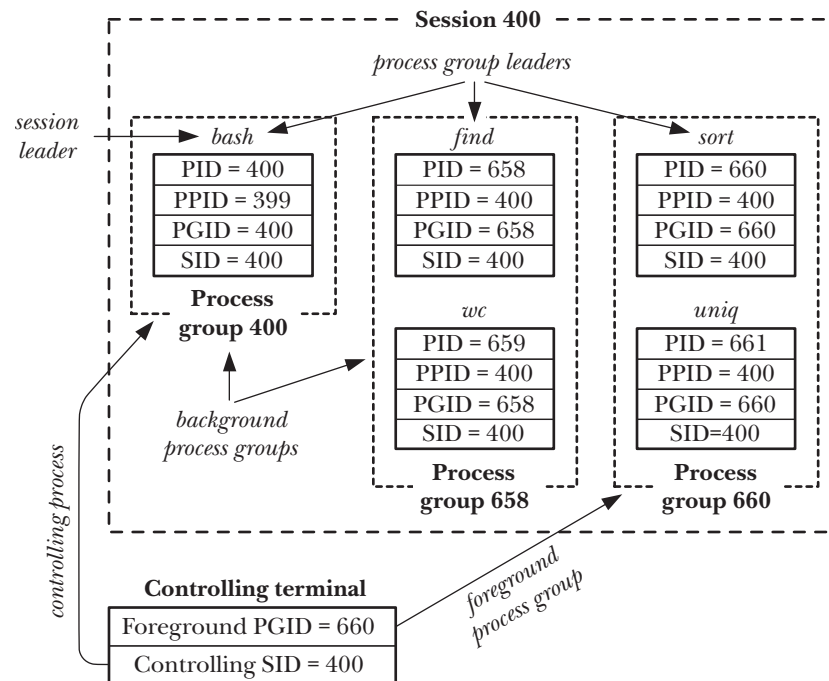 Session 400
process group leaders
session
leader
bash
PID = 400
PPID = 399
PGID = 400
SID = 400
Process
group 400
find
PID = 658
PPID = 400
PGID = 658
SID = 400
wc
PID = 659
PPID = 400
PGID = 658
SID = 400
Process
group 658
sort
PID = 660
PPID = 400
PGID = 660
SID = 400
uniq
PID = 661
PPID = 400
PGID = 660
SID=400
Process
group 660
background
process groups
controlling process
foreground
process group
Controlling terminal
Foreground PGID = 660
Controlling SID = 400